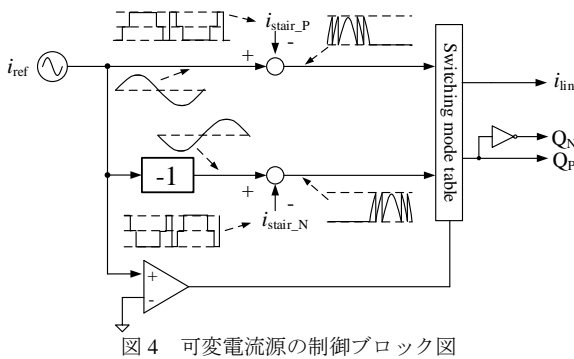 i_stair_P
-
i_ref
+
Switching mode table
i_lin
Q_N
Q_P
-1
+
-
i_stair_N
+
-
図 4 可変電流源の制御ブロック図